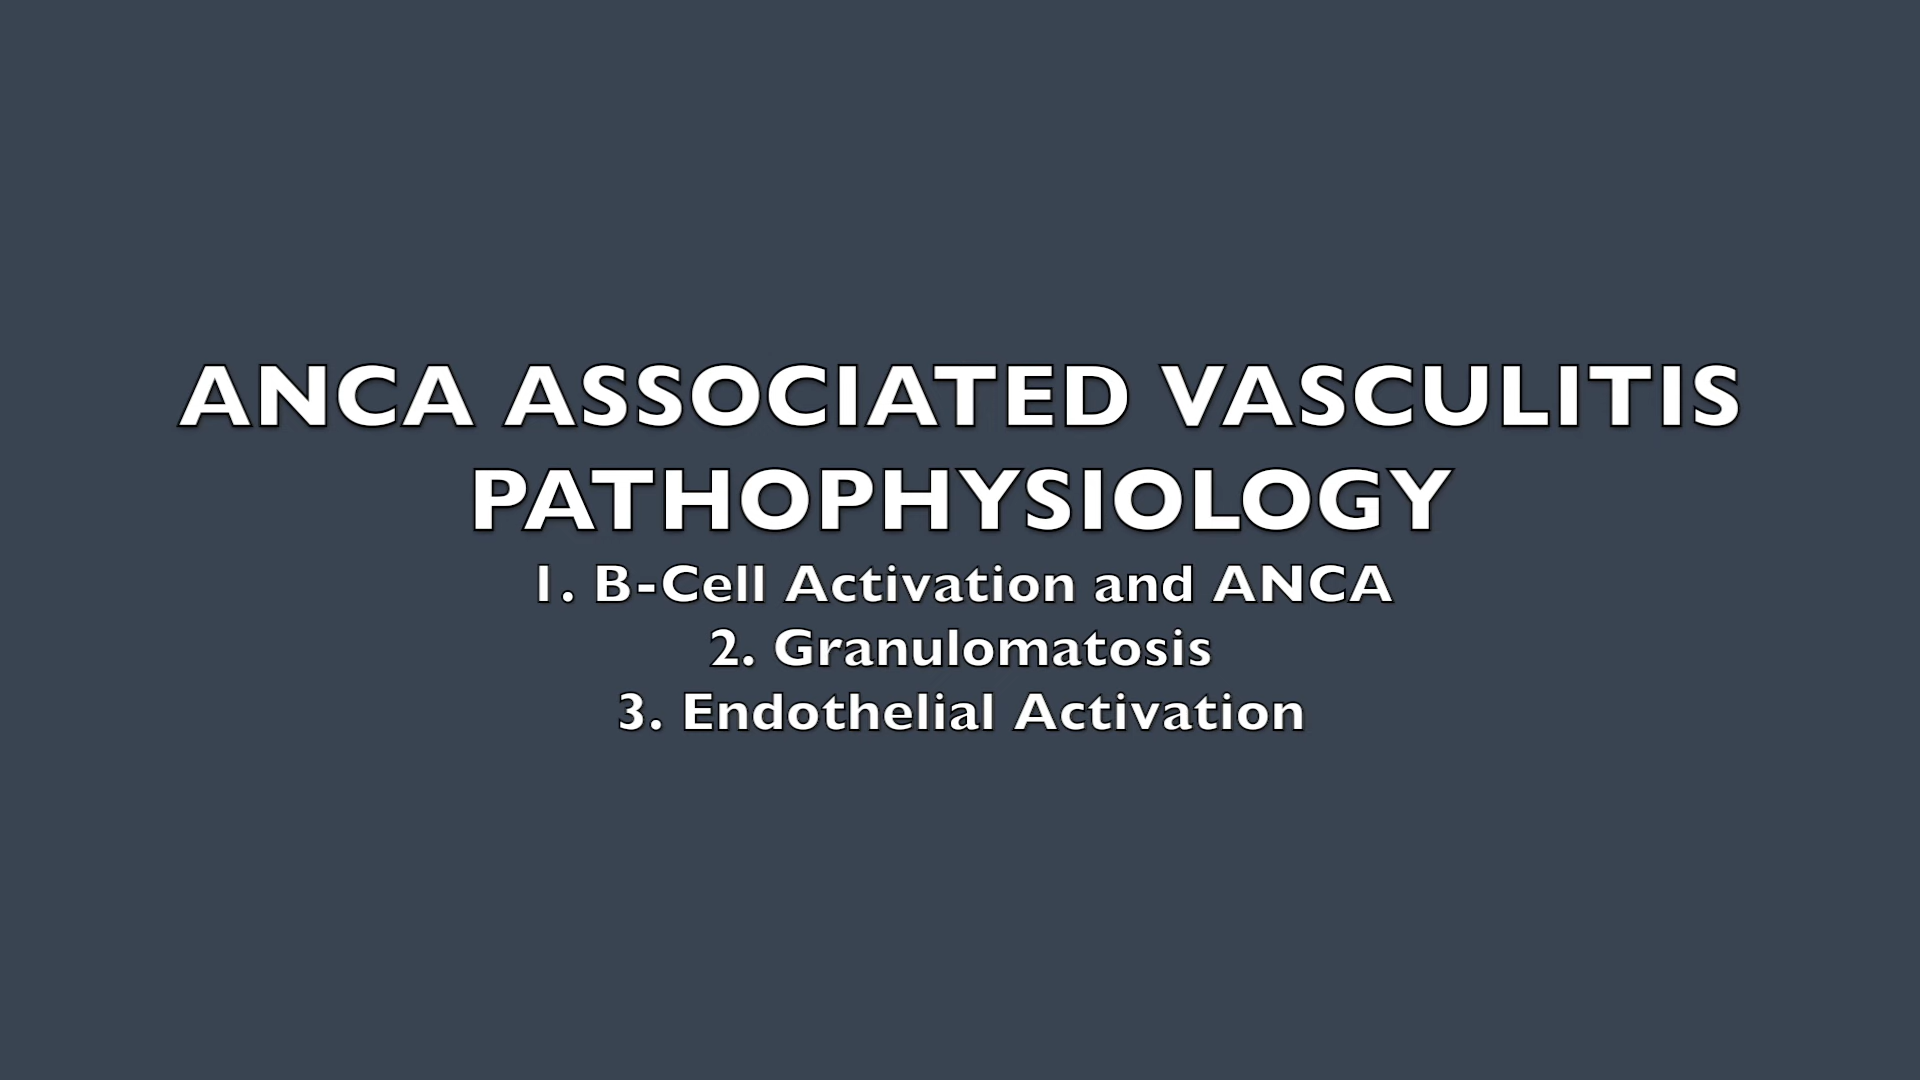 ANCA ASSOCIATED VASCULITIS
PATHOPHYSIOLOGY
1. B-Cell Activation and ANCA
2. Granulomatosis
3. Endothelial Activation